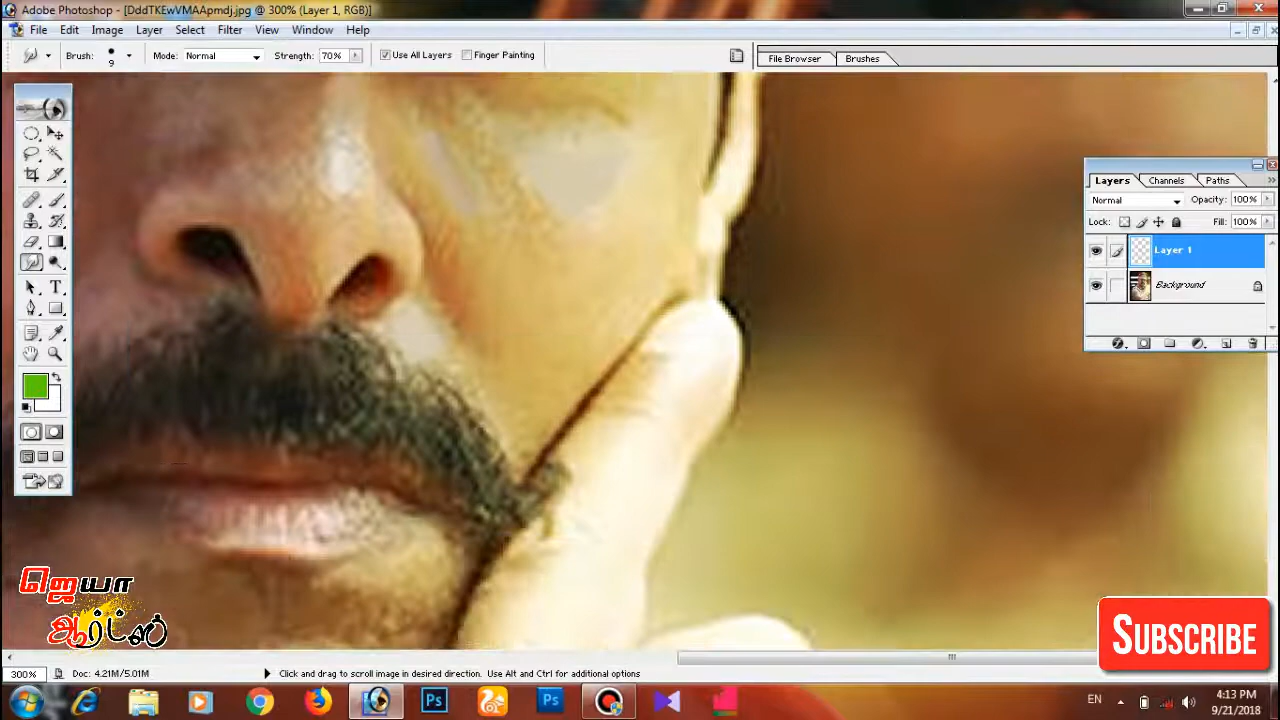 Adobe Photoshop - [DddTKEwVMAApmdj.jpg @ 300% (Layer 1, RGB)]
File Edit Image Layer Select Filter View Window Help
Brush: 9 Mode: Normal Strength: 70% Use All Layers Finger Painting File Browser Brushes
Layers Channels Paths
Normal Opacity: 100%
Lock: Fill: 100%
Layer 1
Background
T
ஜெயா
ஆர்ட்ஸ்
SUBSCRIBE
300% Doc: 4.21M/5.01M Click and drag to scroll image in desired direction. Use Alt and Ctrl for additional options
Ps Ps EN 4:13 PM
9/21/2018